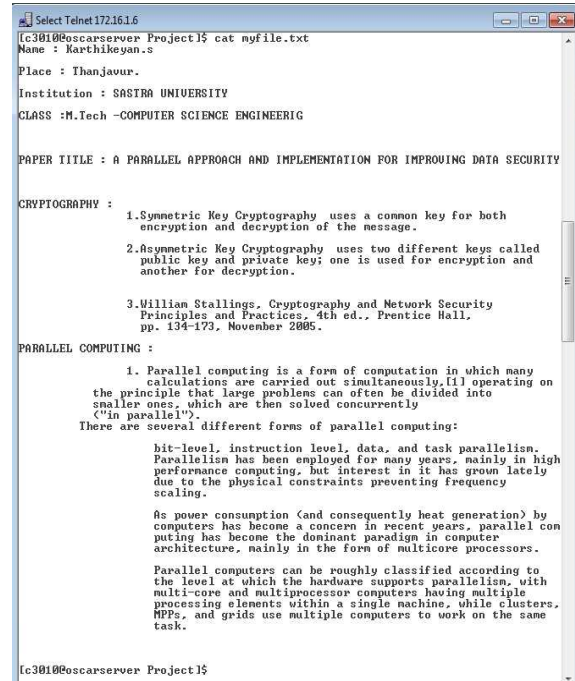 Select Telnet 172.16.1.6
[c3010@oscarserver Project]$ cat myfile.txt
Name : Karthikeyan.s
Place : Thanjavur.
Institution : SASTRA UNIVERSITY
CLASS :M.Tech -COMPUTER SCIENCE ENGINEERIG
PAPER TITLE : A PARALLEL APPROACH AND IMPLEMENTATION FOR IMPROVING DATA SECURITY
CRYPTOGRAPHY :
1.Symmetric Key Cryptography uses a common key for both
encryption and decryption of the message.
2.Asymmetric Key Cryptography uses two different keys called
public key and private key; one is used for encryption and
another for decryption.
3.William Stallings, Cryptography and Network Security
Principles and Practices, 4th ed., Prentice Hall,
pp. 134-173, November 2005.
PARALLEL COMPUTING :
1. Parallel computing is a form of computation in which many
calculations are carried out simultaneously,[1] operating on
the principle that large problems can often be divided into
smaller ones, which are then solved concurrently
("in parallel").
There are several different forms of parallel computing:
bit-level, instruction level, data, and task parallelism.
Parallelism has been employed for many years, mainly in high
performance computing, but interest in it has grown lately
due to the physical constraints preventing frequency
scaling.
As power consumption (and consequently heat generation) by
computers has become a concern in recent years, parallel com
puting has become the dominant paradigm in computer
architecture, mainly in the form of multicore processors.
Parallel computers can be roughly classified according to
the level at which the hardware supports parallelism, with
multi-core and multiprocessor computers having multiple
processing elements within a single machine, while clusters,
MPPs, and grids use multiple computers to work on the same
task.
[c3010@oscarserver Project]$